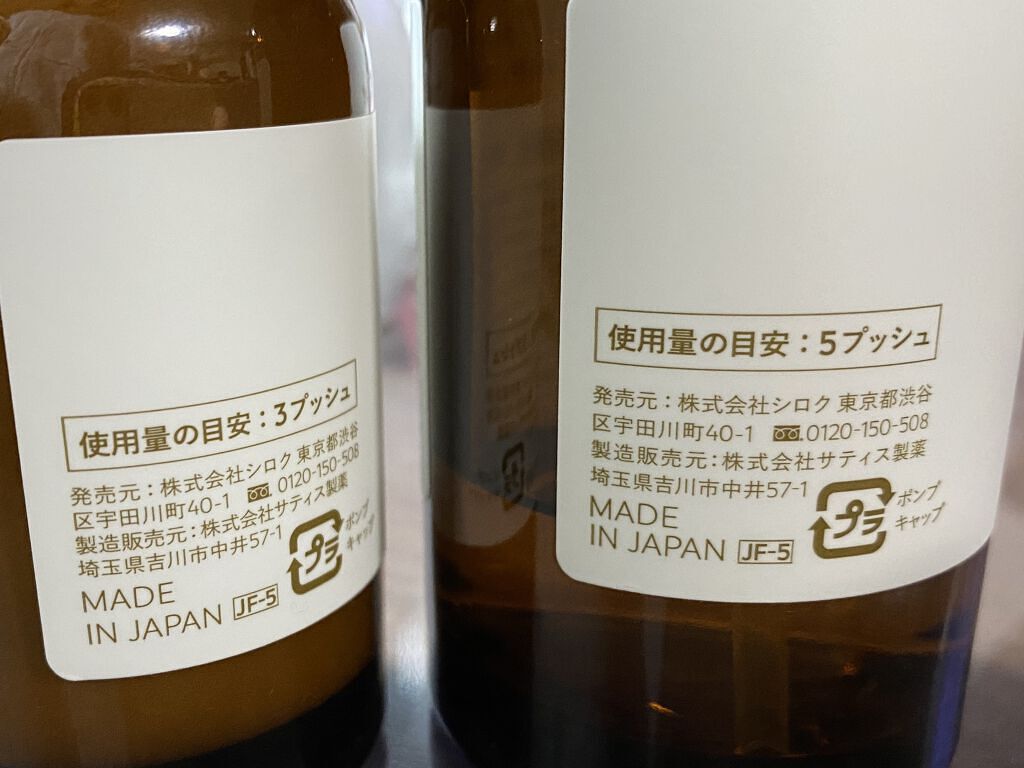 使用量の目安：3プッシュ
発売元：株式会社シロク 東京都渋谷
区宇田川町40-1 0120-150-508
製造販売元：株式会社サティス製薬
埼玉県吉川市中井57-1
MADE
IN JAPAN JF-5
プラ
ポンプ
キャップ
使用量の目安：5プッシュ
発売元：株式会社シロク 東京都渋谷
区宇田川町40-1 0120-150-508
製造販売元：株式会社サティス製薬
埼玉県吉川市中井57-1
MADE
IN JAPAN JF-5
プラ
ポンプ
キャップ